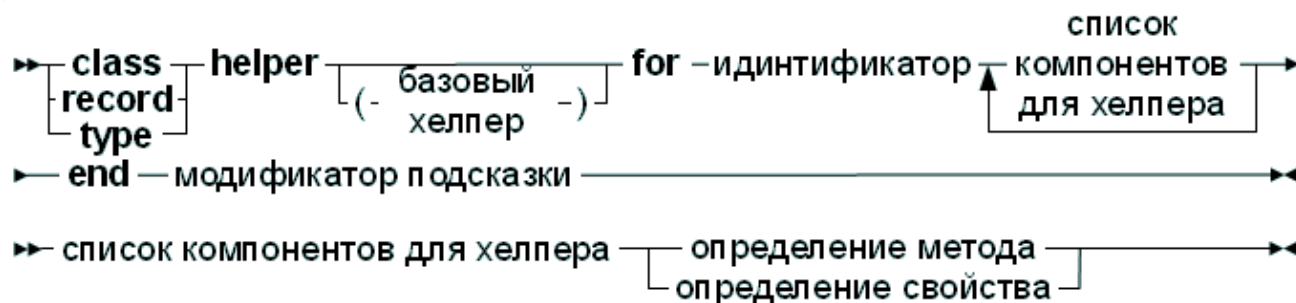 список
class helper for идинтификатор компонентов
record ( базовый хелпер ) для хелпера
type
end модификатор подсказки
список компонентов для хелпера определение метода
определение свойства